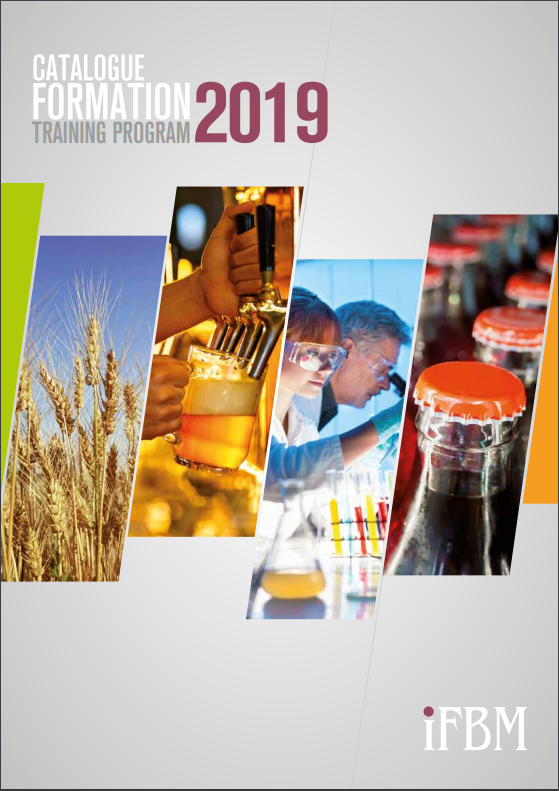 CATALOGUE
FORMATION
TRAINING PROGRAM 2019
iFBM